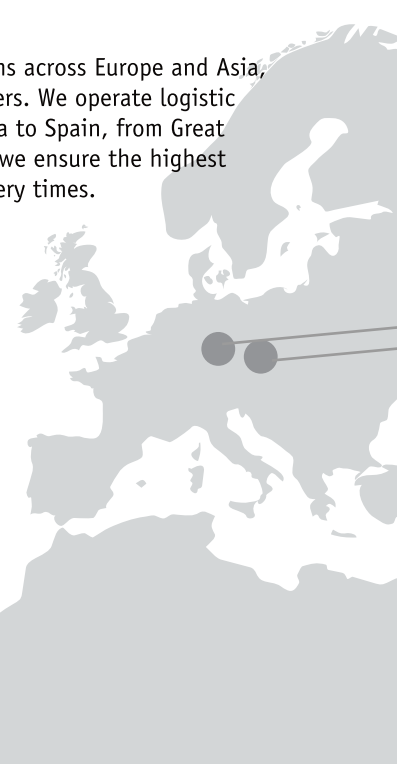 ns across Europe and Asia,
ers. We operate logistic
a to Spain, from Great
we ensure the highest
ery times.